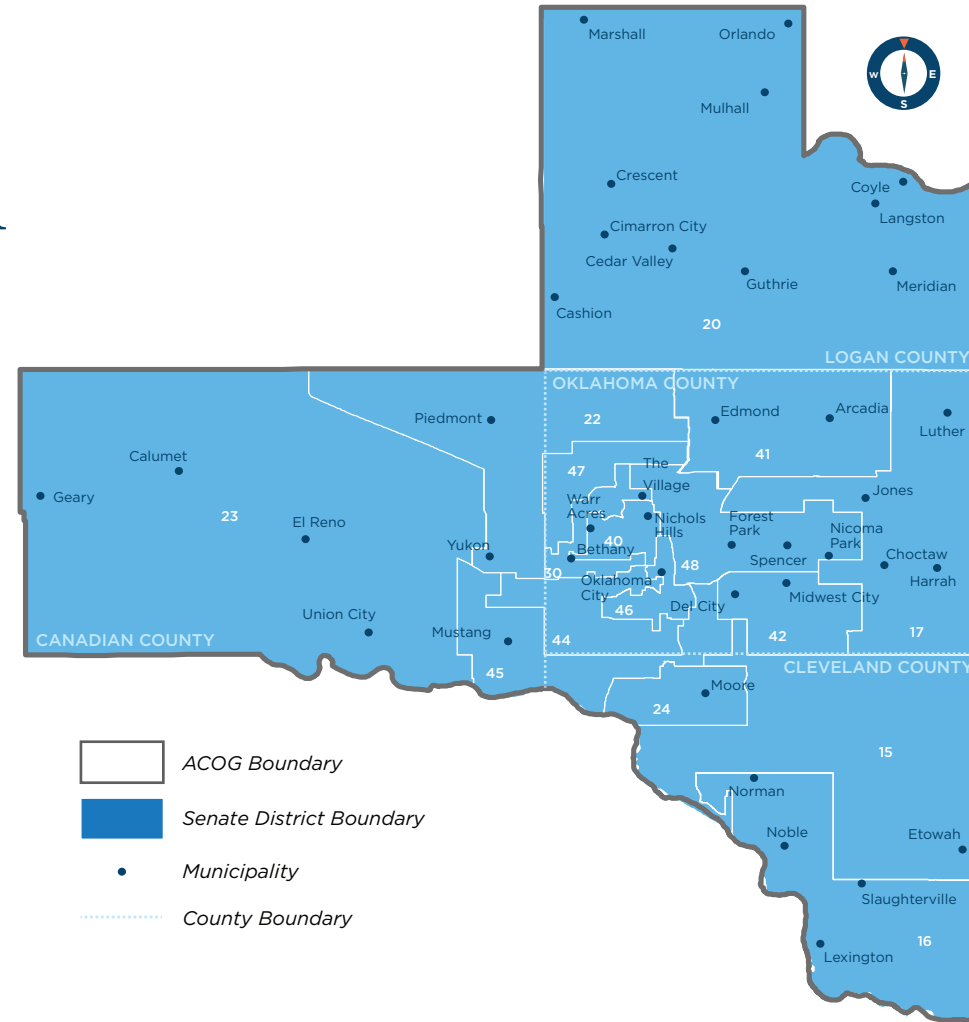 Marshall
Orlando
Mulhall
W
E
S
Crescent
Coyle
Langston
Cimarron City
Cedar Valley
Guthrie
Meridian
Cashion
20
LOGAN COUNTY
OKLAHOMA COUNTY
Piedmont
22
Edmond
Arcadia
Luther
Calumet
47
The
Village
41
Geary
Warr
Acres
Jones
23
El Reno
Nichols
Hills
Forest
Park
Nicoma
Park
40
Yukon
Bethany
Spencer
Choctaw
30
48
Harrah
Oklahoma
City
Midwest City
Union City
46
Del City
CANADIAN COUNTY
Mustang
44
42
17
45
CLEVELAND COUNTY
Moore
24
15
ACOG Boundary
Norman
Senate District Boundary
Noble
Etowah
Municipality
Slaughterville
County Boundary
16
Lexington